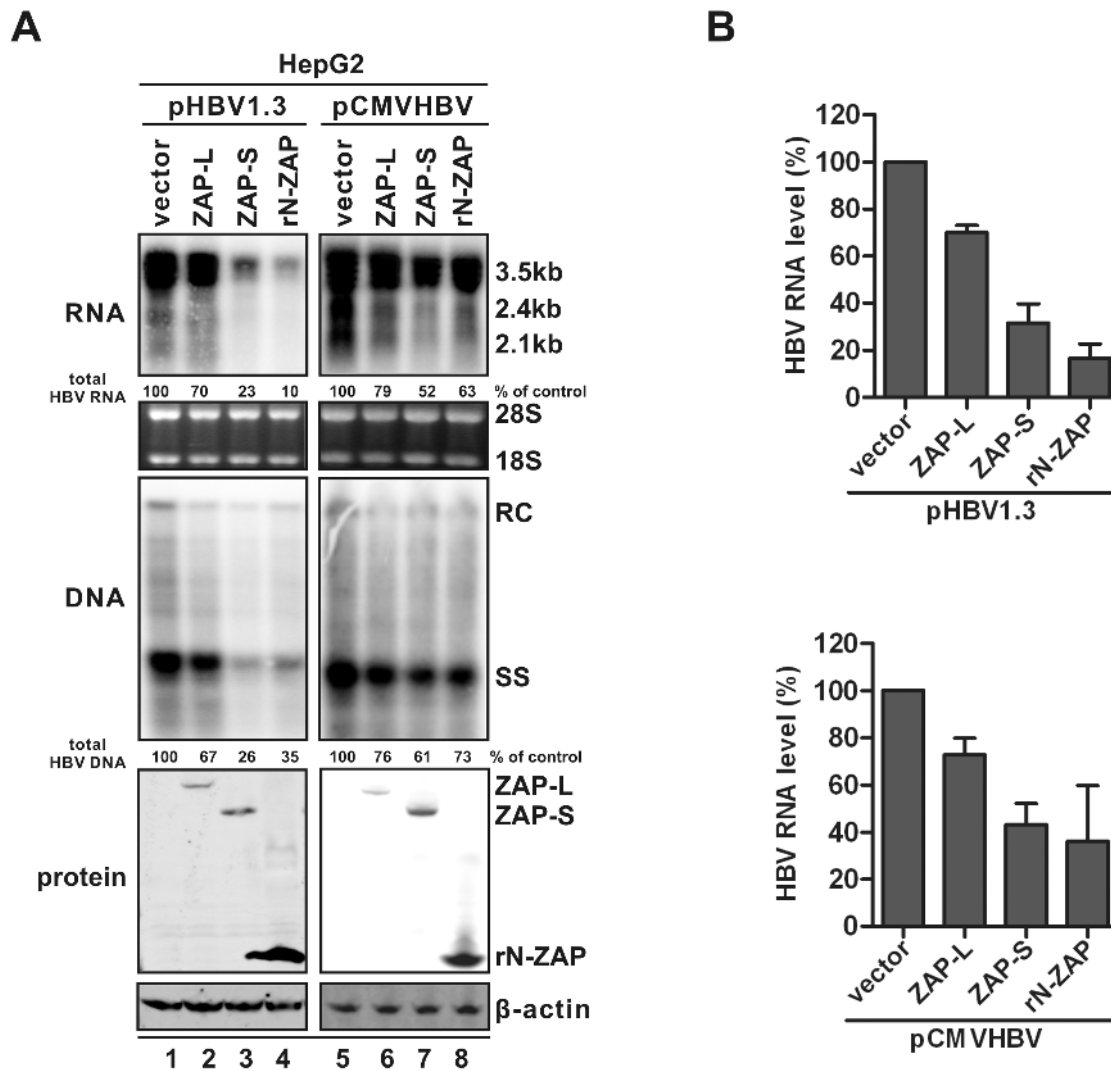 A
HepG2
pHBV1.3 pCMVHBV
vector ZAP-L ZAP-S rN-ZAP vector ZAP-L ZAP-S rN-ZAP
RNA
3.5kb
2.4kb
2.1kb
total HBV RNA 100 70 23 10 100 79 52 63 % of control
28S
18S
DNA
RC
SS
total HBV DNA 100 67 26 35 100 76 61 73 % of control
protein
ZAP-L
ZAP-S
rN-ZAP
β-actin
1 2 3 4 5 6 7 8
B
HBV RNA level (%)
120
100
80
60
40
20
0
vector ZAP-L ZAP-S rN-ZAP
pHBV1.3
HBV RNA level (%)
120
100
80
60
40
20
0
vector ZAP-L ZAP-S rN-ZAP
pCMVHBV